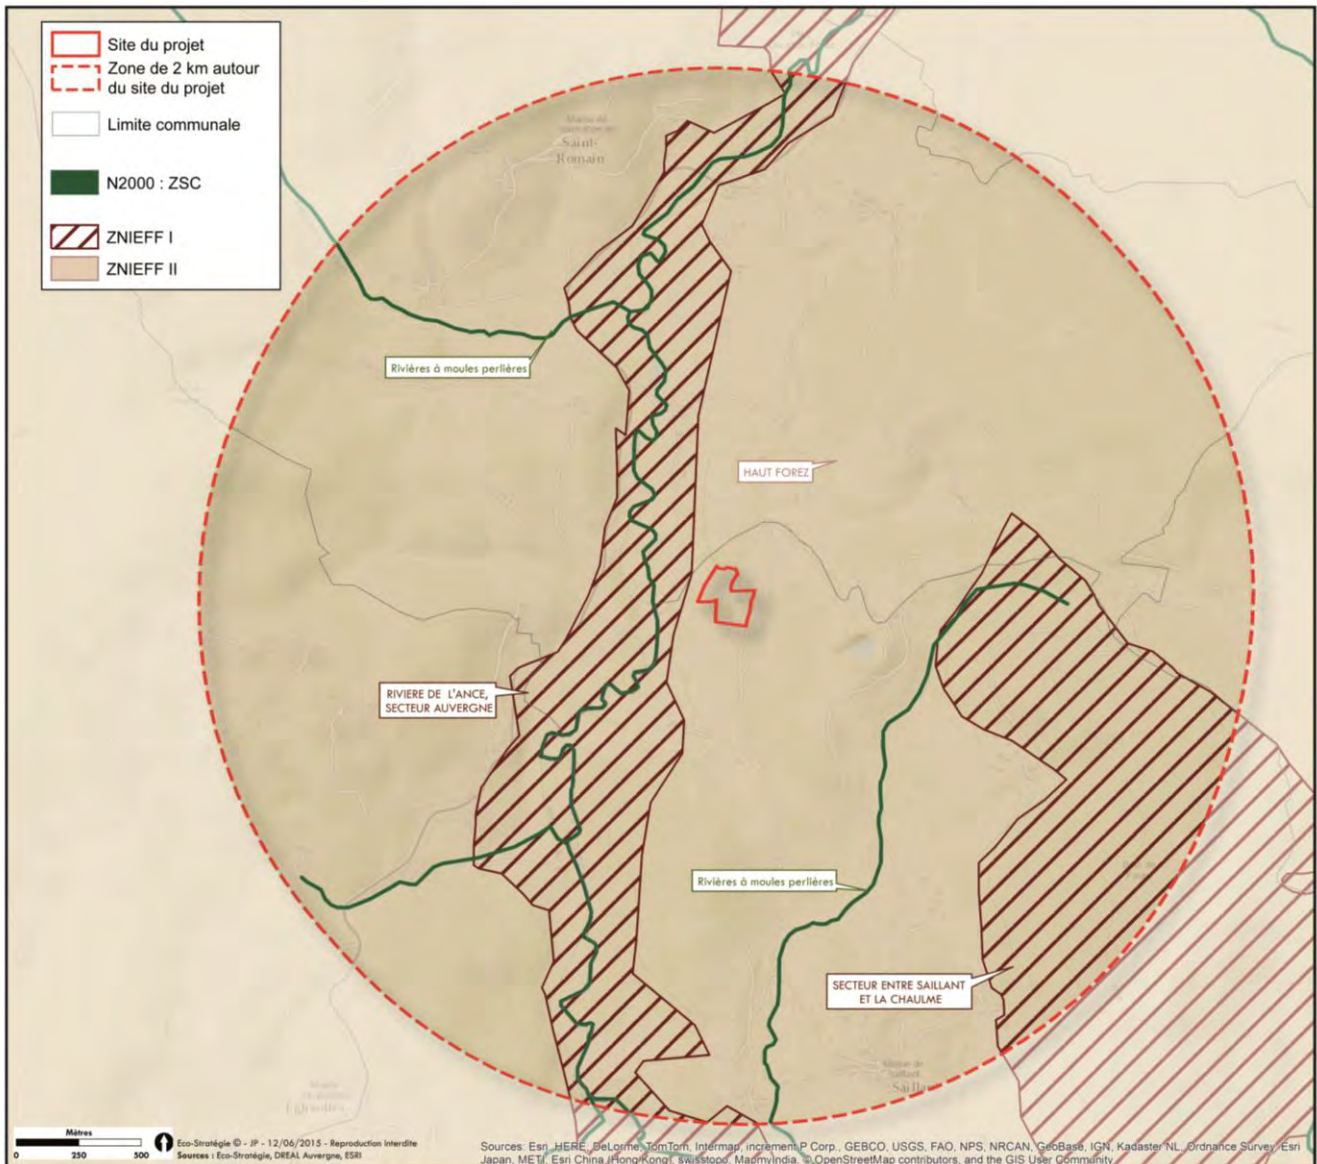 Site du projet
Zone de 2 km autour
du site du projet
Limite communale
N2000 : ZSC
ZNIEFF I
ZNIEFF II
Saint-
Romain
Rivières à moules perlières
HAUT FOREZ
RIVIERE DE L'ANCE,
SECTEUR AUVERGNE
Rivières à moules perlières
SECTEUR ENTRE SAILLANT
ET LA CHAULME
Mètres
0 250 500
Eco-Stratégie © - JP - 12/06/2015 - Reproduction interdite
Sources : Eco-Stratégie, DREAL Auvergne, ESRI
Sources: Esri, HERE, DeLorme, TomTom, Intermap, increment P Corp., GEBCO, USGS, FAO, NPS, NRCAN, GeoBase, IGN, Kadaster NL, Ordnance Survey, Esri
Japan, METI, Esri China (Hong Kong), swisstopo, MapmyIndia, © OpenStreetMap contributors, and the GIS User Community